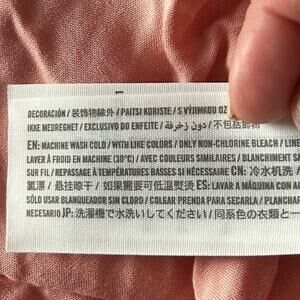 DECORACIÓN / 装饰物除外 / PAITSI KORISTE / S VÝJIMKOU OZ
IKKE MEDREGNET / EXCLUSIVO DO ENFEITE / دون زخرفة / 不包括飾物
EN: MACHINE WASH COLD / WITH LIKE COLORS / ONLY NON-CHLORINE BLEACH / LINE
LAVER À FROID EN MACHINE (30°C) / AVEC COULEURS SIMILAIRES / BLANCHIMENT S
SUR FIL / REPASSAGE À TEMPÉRATURES BASSES SI NÉCESSAIRE CN: 冷水机洗 /
氯漂 / 悬挂晾干 / 如果需要可低温熨烫 ES: LAVAR A MÁQUINA CON A
SÓLO USAR BLANQUEADOR SIN CLORO / COLGAR PRENDA PARA SECARLA / PLANCHAR
NECESARIO JP: 洗濯機で水洗いしてください / 同系色の衣類と一